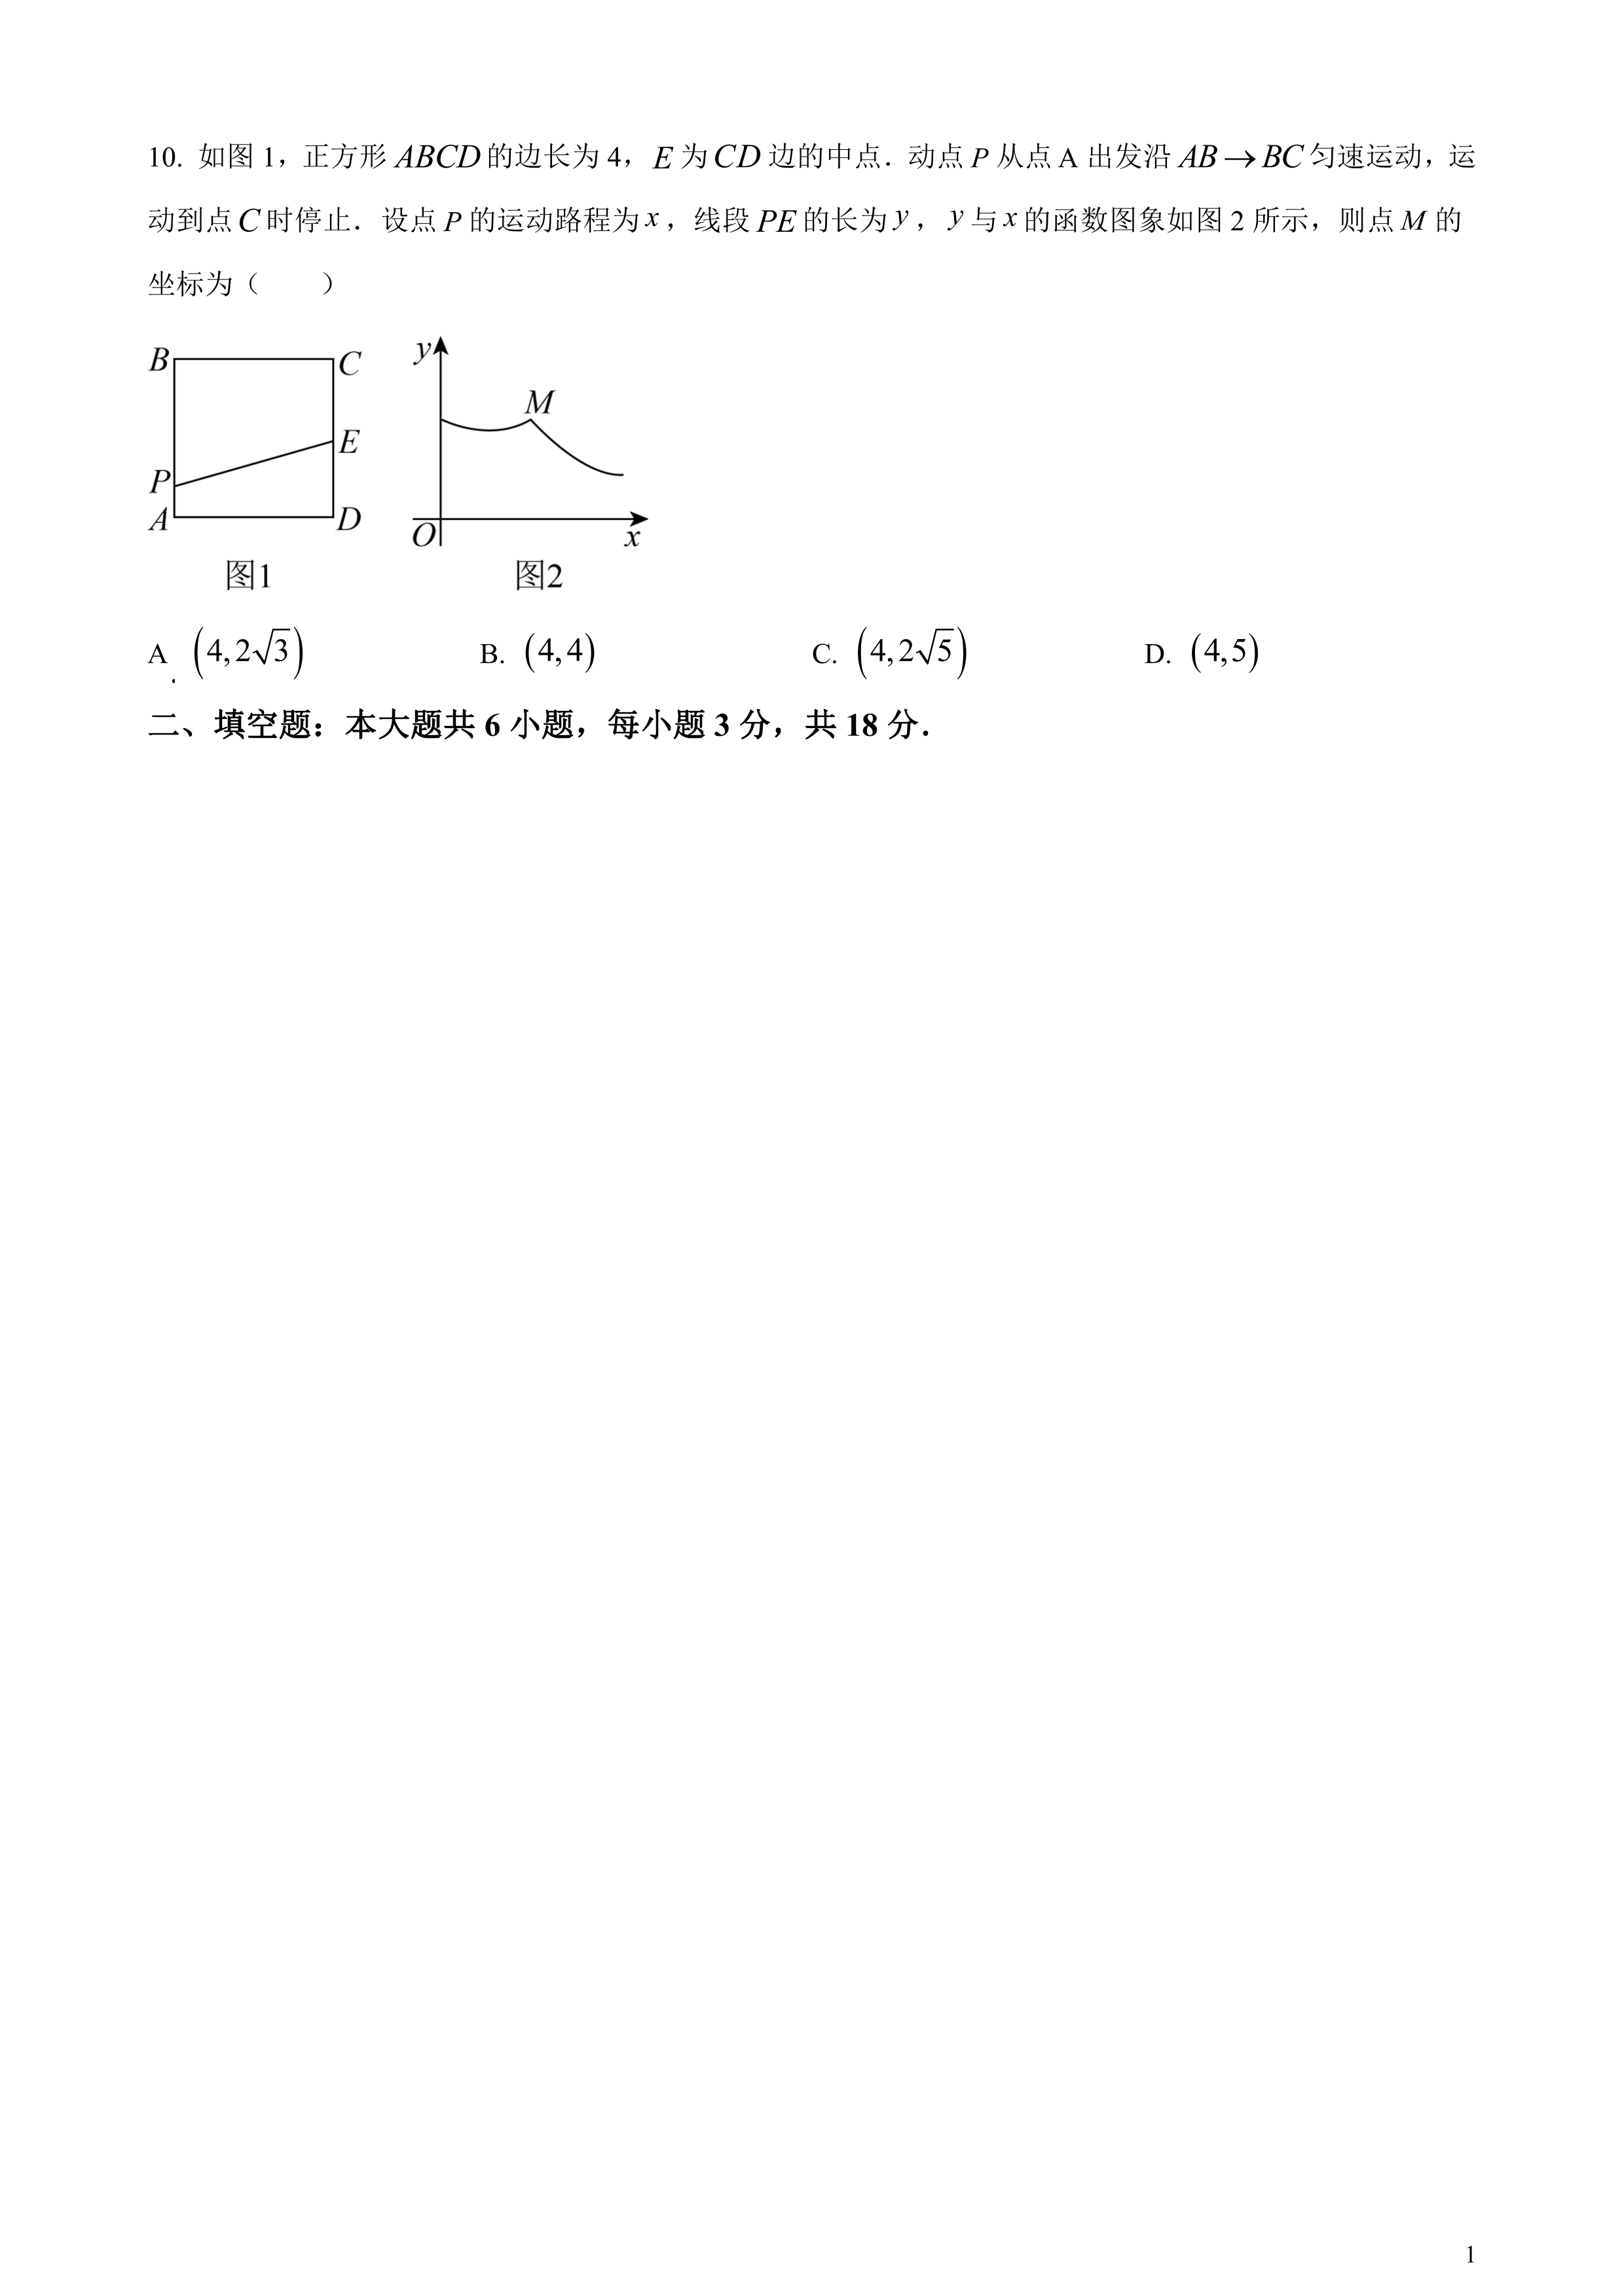 10. 如图 1，正方形 ABCD 的边长为 4，E 为 CD 边的中点．动点 P 从点 A 出发沿 AB→BC 匀速运动，运
动到点 C 时停止．设点 P 的运动路程为 x，线段 PE 的长为 y，y 与 x 的函数图象如图 2 所示，则点 M 的
坐标为（　　）
B C
E
P
A D
图1
y
M
O x
图2
A. (4, 2√3) B. (4, 4) C. (4, 2√5) D. (4, 5)
二、填空题：本大题共 6 小题，每小题 3 分，共 18 分．
1